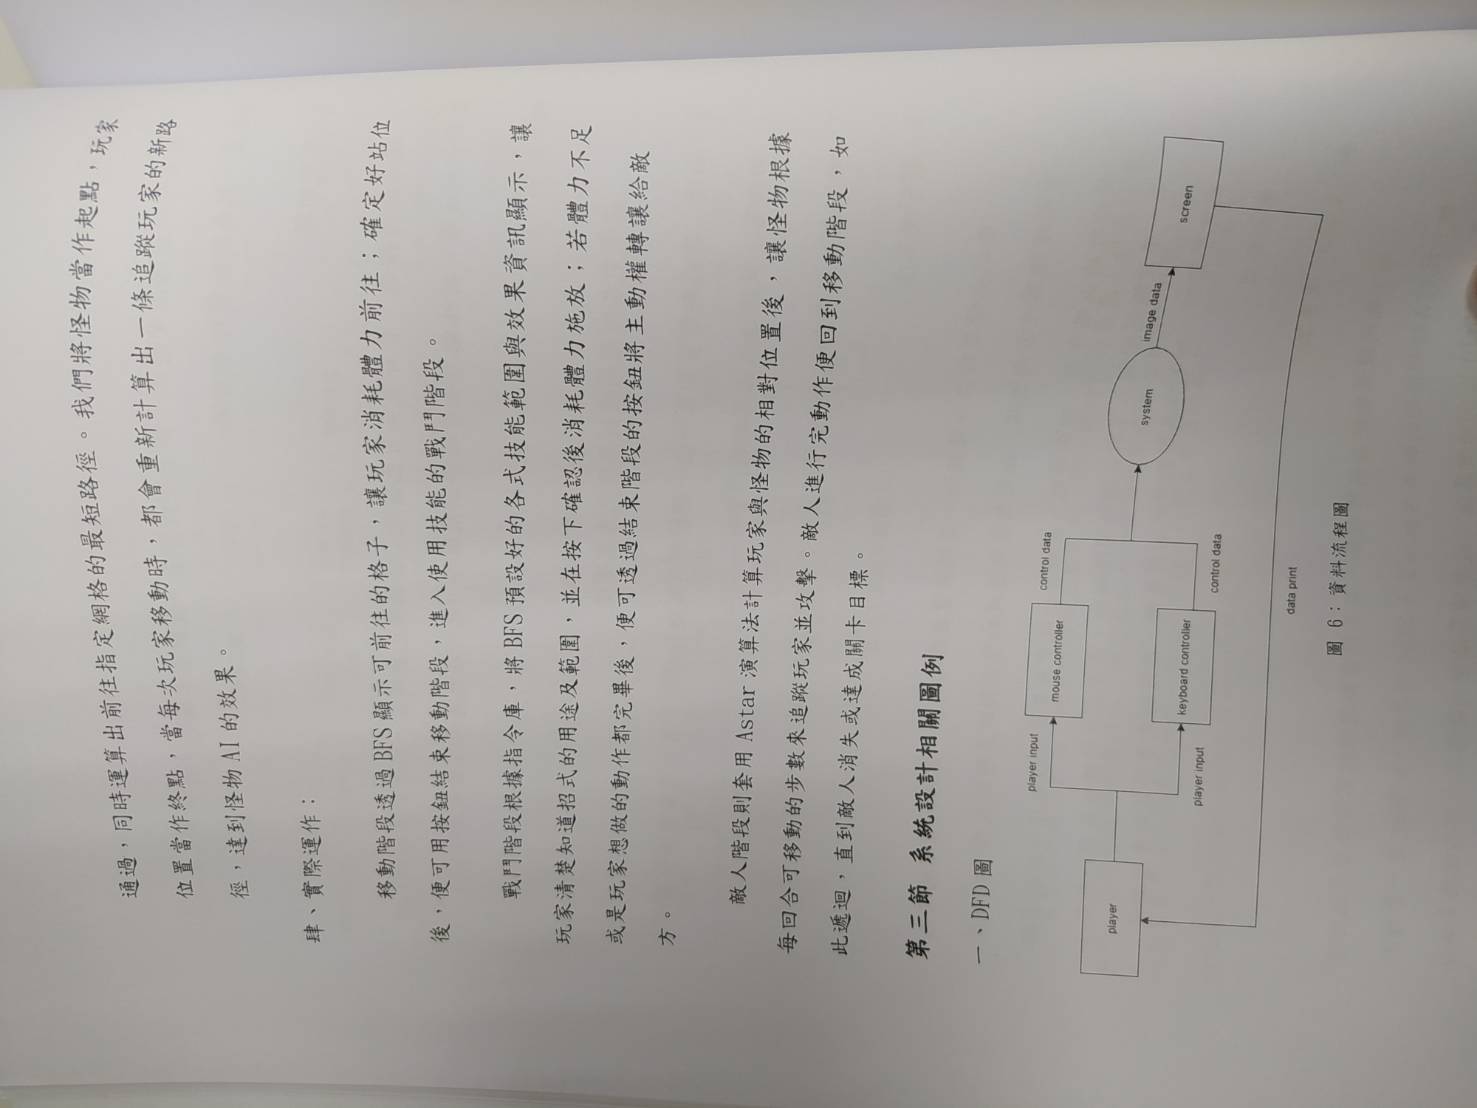 通過，同時運算出前往指定網格的最短路徑。我們將怪物當作起點，玩家
位置當作終點，當每次玩家移動時，都會重新計算出一條追蹤玩家的新路
徑，達到怪物 AI 的效果。
肆、實際運作：
移動階段透過 BFS 顯示可前往的格子，讓玩家消耗體力前往；確定好站位
後，便可用按鈕結束移動階段，進入使用技能的戰鬥階段。
戰鬥階段根據指令庫，將 BFS 預設好的各式技能範圍與效果資訊顯示，讓
玩家清楚知道招式的用途及範圍，並在按下確認後消耗體力施放；若體力不足
或是玩家想做的動作都完畢後，便可透過結束階段的按鈕將主動權轉讓給敵
方。
敵人階段則套用 Astar 演算法計算玩家與怪物的相對位置後，讓怪物根據
每回合可移動的步數來追蹤玩家並攻擊。敵人進行完動作便回到移動階段，如
此遞迴，直到敵人消失或達成關卡目標。
第三節 系統設計相關圖例
一、DFD 圖
player input
mouse controller
control data
player
system
image data
screen
keyboard controller
player input
control data
data print
圖 6：資料流程圖